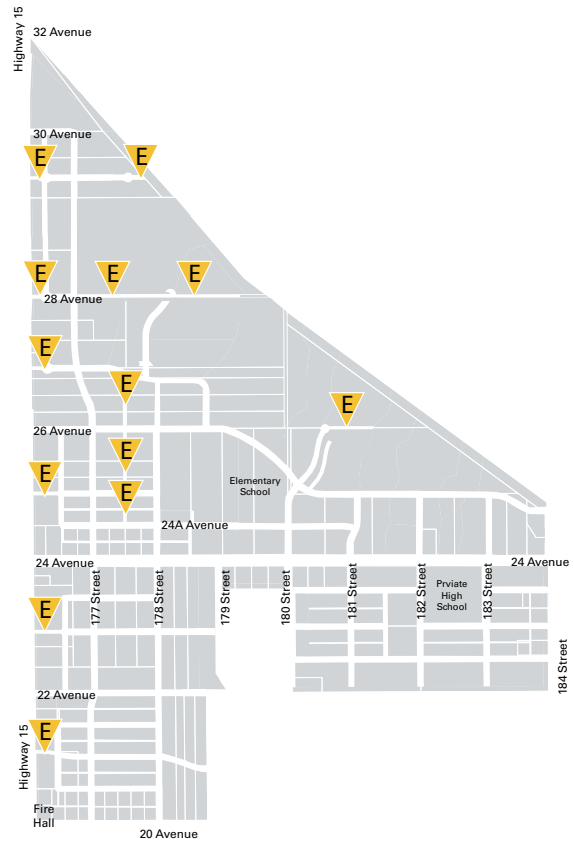 Highway 15
32 Avenue
30 Avenue
E
E
E
E
E
28 Avenue
E
E
E
26 Avenue
E
E
Elementary
School
E
24A Avenue
24 Avenue
24 Avenue
177 Street
178 Street
179 Street
180 Street
181 Street
182 Street
Prviate
High
School
183 Street
E
184 Street
22 Avenue
E
Highway 15
Fire
Hall
20 Avenue